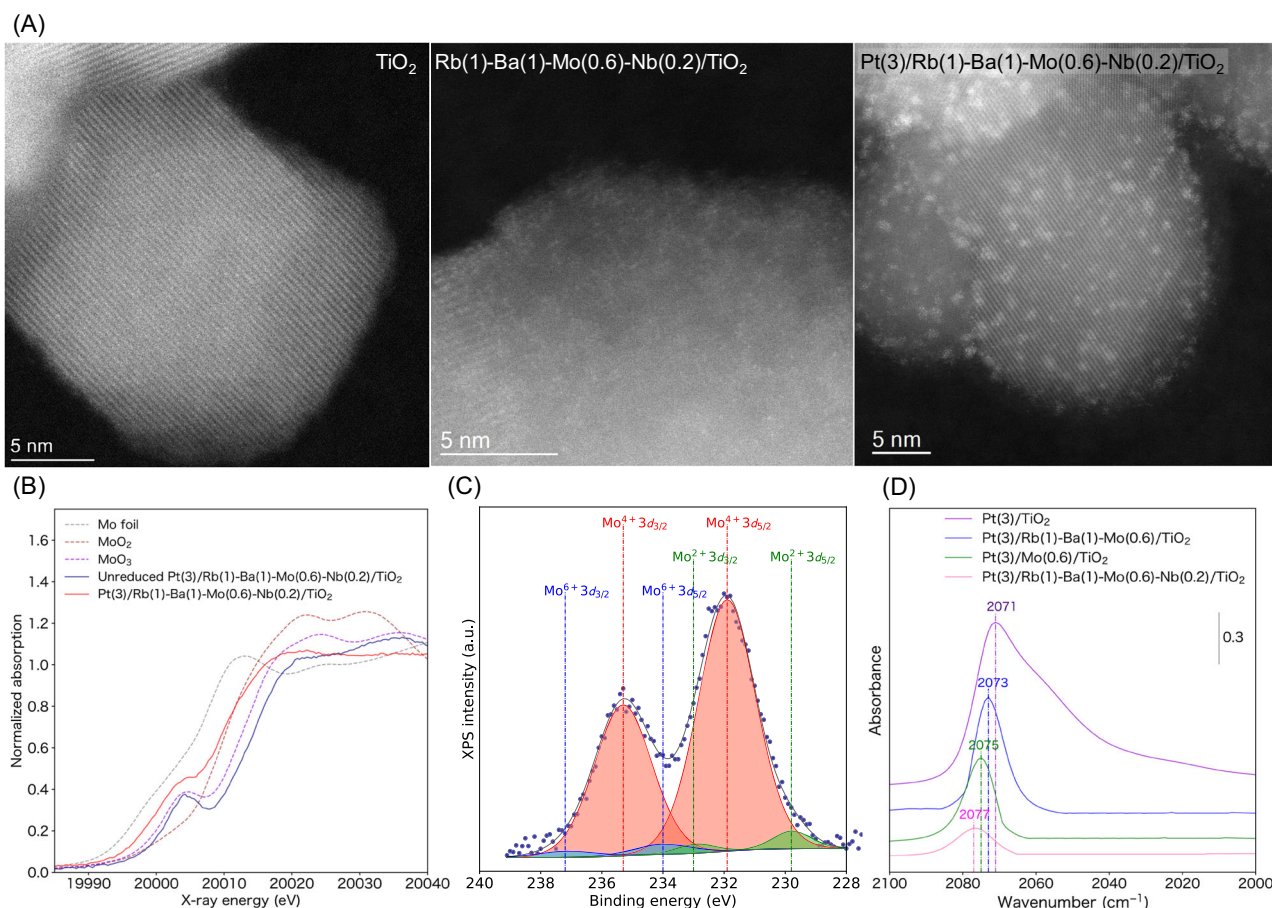 (A)
TiO2
Rb(1)-Ba(1)-Mo(0.6)-Nb(0.2)/TiO2
Pt(3)/Rb(1)-Ba(1)-Mo(0.6)-Nb(0.2)/TiO2
5 nm
5 nm
5 nm
(B)
Normalized absorption
1.6
1.4
1.2
1.0
0.8
0.6
0.4
0.2
0.0
Mo foil
MoO2
MoO3
Unreduced Pt(3)/Rb(1)-Ba(1)-Mo(0.6)-Nb(0.2)/TiO2
Pt(3)/Rb(1)-Ba(1)-Mo(0.6)-Nb(0.2)/TiO2
19990 20000 20010 20020 20030 20040
X-ray energy (eV)
(C)
XPS intensity (a.u.)
Mo4+3d3/2 Mo4+3d5/2
Mo2+3d3/2 Mo2+3d5/2
Mo6+3d3/2 Mo6+3d5/2
240 238 236 234 232 230 228
Binding energy (eV)
(D)
Absorbance
Pt(3)/TiO2
Pt(3)/Rb(1)-Ba(1)-Mo(0.6)/TiO2
Pt(3)/Mo(0.6)/TiO2
Pt(3)/Rb(1)-Ba(1)-Mo(0.6)-Nb(0.2)/TiO2
2071
0.3
2073
2075
2077
2100 2080 2060 2040 2020 2000
Wavenumber (cm−1)